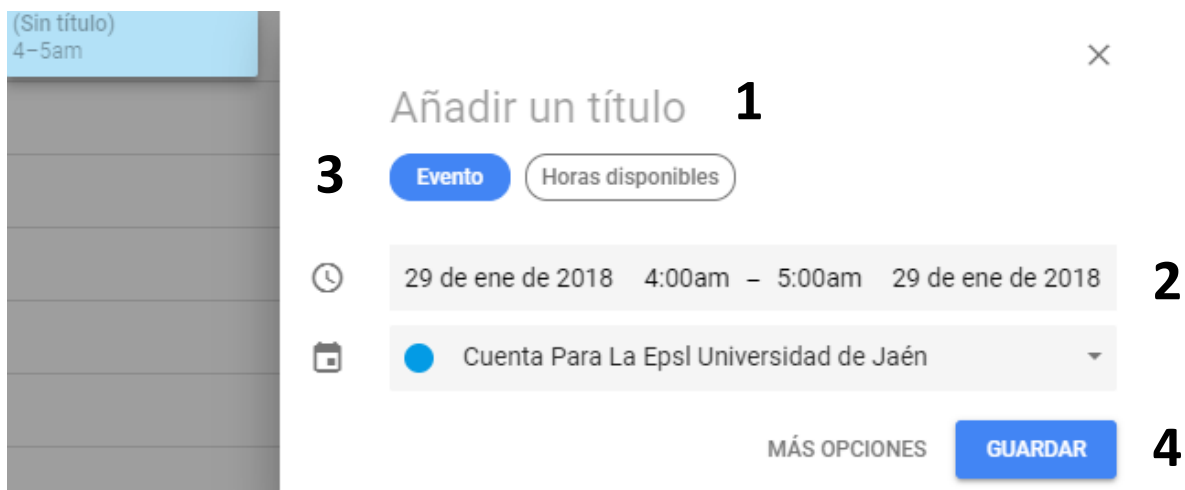 (Sin título)
4–5am
Añadir un título 1
3 Evento Horas disponibles
29 de ene de 2018 4:00am – 5:00am 29 de ene de 2018 2
Cuenta Para La Epsl Universidad de Jaén
MÁS OPCIONES GUARDAR 4